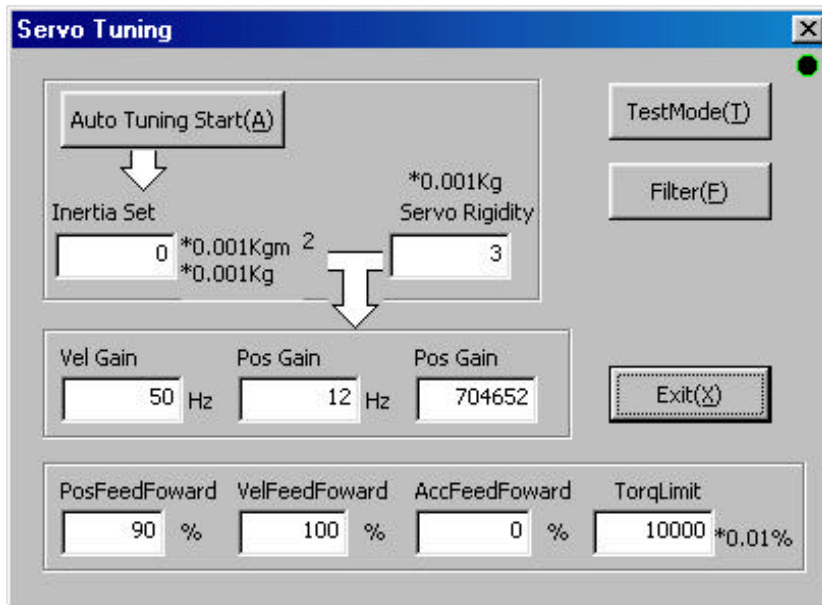 Servo Tuning
Auto Tuning Start(A)
TestMode(T)
*0.001Kg
Filter(F)
Inertia Set
Servo Rigidity
0
*0.001Kgm 2
3
*0.001Kg
Vel Gain
Pos Gain
Pos Gain
50 Hz
12 Hz
704652
Exit(X)
PosFeedFoward
VelFeedFoward
AccFeedFoward
TorqLimit
90 %
100 %
0 %
10000 *0.01%